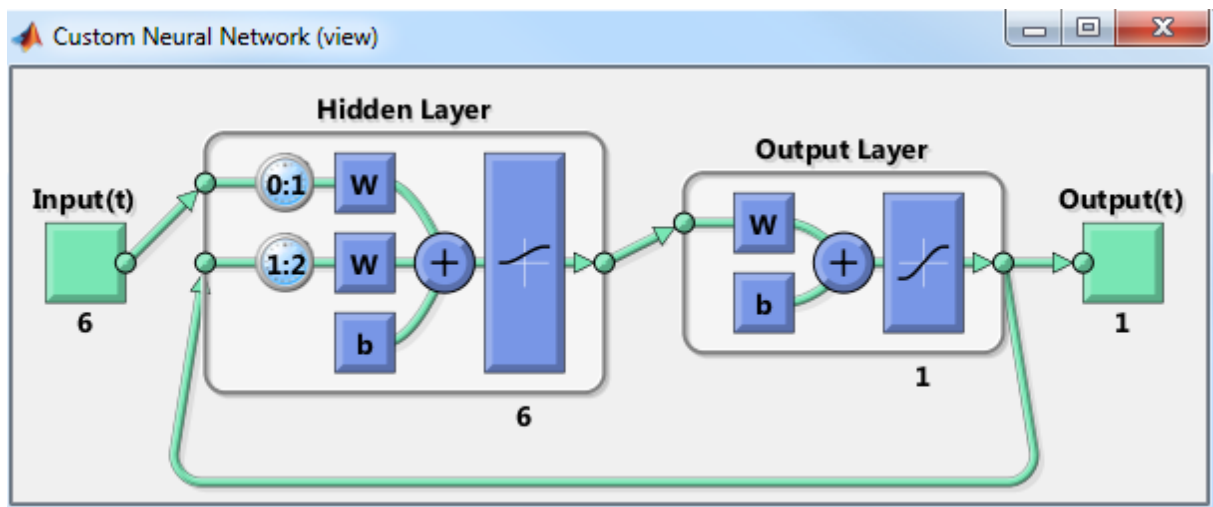 Custom Neural Network (view)
Hidden Layer
Output Layer
Input(t)
Output(t)
0:1
W
1:2
W
b
W
b
6
6
1
1